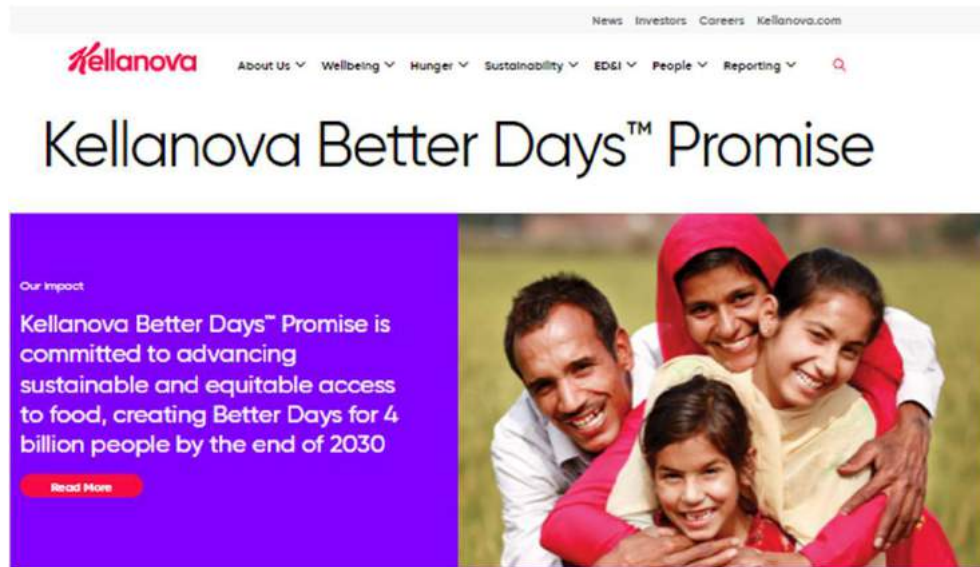 News Investors Careers Kellanova.com
Kellanova About Us Wellbeing Hunger Sustainability ED&I People Reporting
Kellanova Better Days™ Promise
Our Impact
Kellanova Better Days™ Promise is
committed to advancing
sustainable and equitable access
to food, creating Better Days for 4
billion people by the end of 2030
Read More